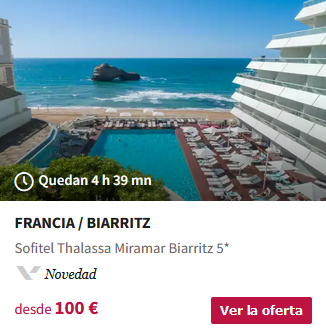 Quedan 4 h 39 mn
FRANCIA / BIARRITZ
Sofitel Thalassa Miramar Biarritz 5*
Novedad
desde 100 €
Ver la oferta